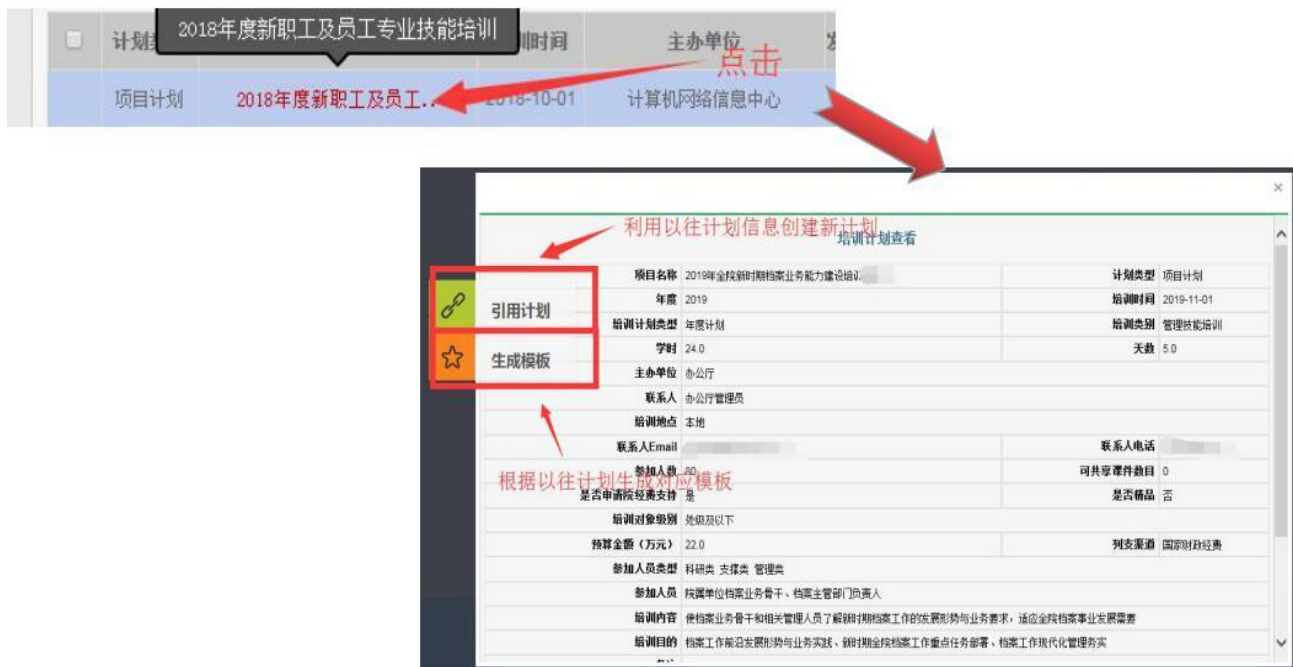 2018年度新职工及员工专业技能培训
计划 训时间 主办单位
点击
项目计划 2018年度新职工及员工.. 2018-10-01 计算机网络信息中心
×
利用以往计划信息创建新计划
培训计划查看
项目名称 2019年全院新时期档案业务能力建设培训 计划类型 项目计划
年度 2019 培训时间 2019-11-01
引用计划
培训计划类型 年度计划 培训类别 管理技能培训
学时 24.0 天数 5.0
生成模板
主办单位 办公厅
联系人 办公厅管理员
培训地点 本地
联系人Email 联系人电话
参加人数 80 可共享课件数目 0
根据以往计划生成对应模板
是否申请院经费支持 是 是否精品 否
培训对象级别 处级及以下
预算金额（万元） 22.0 列支渠道 国家财政经费
参加人员类型 科研类 支撑类 管理类
参加人员 院属单位档案业务骨干、档案主管部门负责人
培训内容 使档案业务骨干和相关管理人员了解新时期档案工作的发展形势与业务要求，适应全院档案事业发展需要
培训目的 档案工作前沿发展形势与业务实践、新时期全院档案工作重点任务部署、档案工作现代化管理务实